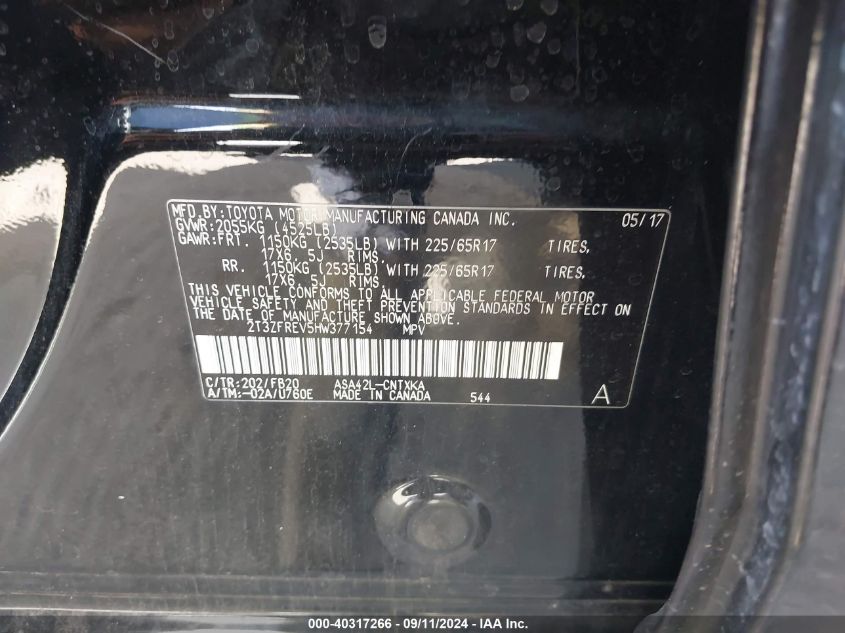 MFD. BY: TOYOTA MOTOR MANUFACTURING CANADA INC. 05/17
GVWR: 2055KG (4525LB)
GAWR: FRT. 1150KG (2535LB) WITH 225/65R17 TIRES,
17X6.5J RIMS.
RR. 1150KG (2535LB) WITH 225/65R17 TIRES,
17X6.5J RIMS.
THIS VEHICLE CONFORMS TO ALL APPLICABLE FEDERAL MOTOR
VEHICLE SAFETY AND THEFT PREVENTION STANDARDS IN EFFECT ON
THE DATE OF MANUFACTURE SHOWN ABOVE.
2T3ZFREV5HW377154 MPV
C/TR: 202/FB20 ASA42L-CNTXKA
A/TM: -02A/U760E MADE IN CANADA 544 A
000-40317266 - 09/11/2024 - IAA Inc.